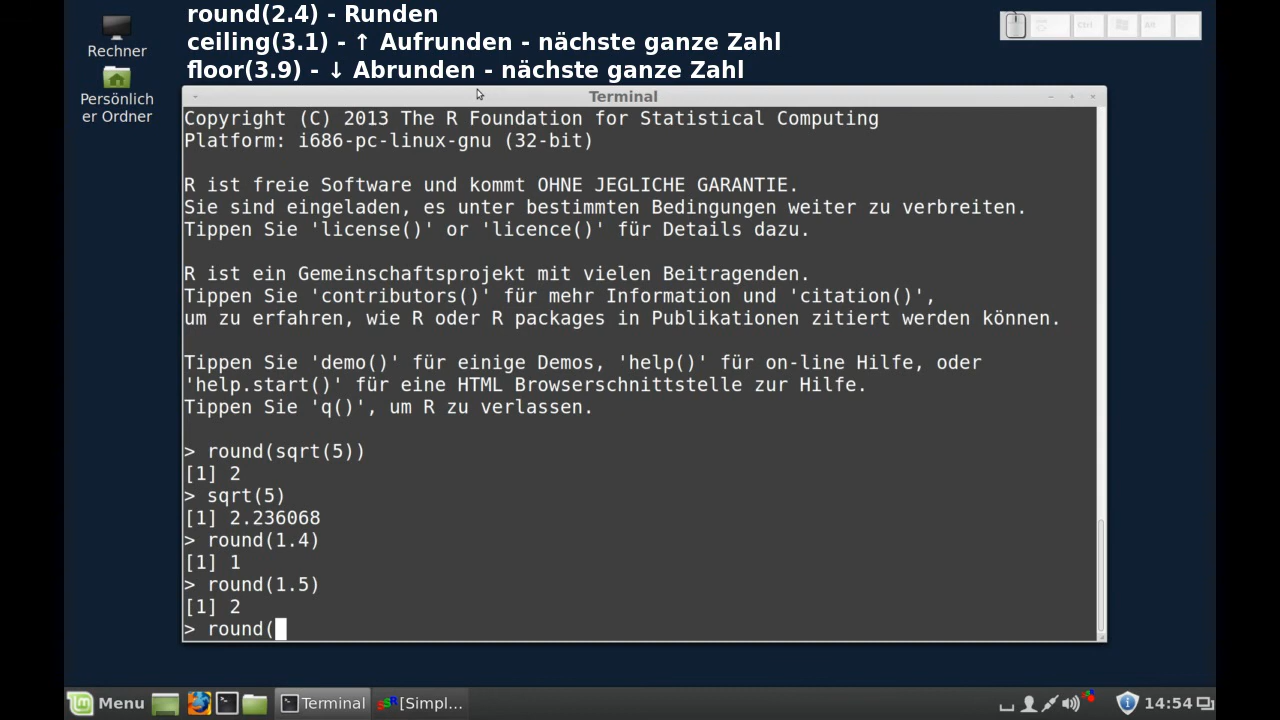 round(2.4) - Runden
ceiling(3.1) - ↑ Aufrunden - nächste ganze Zahl
floor(3.9) - ↓ Abrunden - nächste ganze Zahl
Rechner
Persönlich
er Ordner
Ctrl
Alt
Terminal
Copyright (C) 2013 The R Foundation for Statistical Computing
Platform: i686-pc-linux-gnu (32-bit)
R ist freie Software und kommt OHNE JEGLICHE GARANTIE.
Sie sind eingeladen, es unter bestimmten Bedingungen weiter zu verbreiten.
Tippen Sie 'license()' or 'licence()' für Details dazu.
R ist ein Gemeinschaftsprojekt mit vielen Beitragenden.
Tippen Sie 'contributors()' für mehr Information und 'citation()',
um zu erfahren, wie R oder R packages in Publikationen zitiert werden können.
Tippen Sie 'demo()' für einige Demos, 'help()' für on-line Hilfe, oder
'help.start()' für eine HTML Browserschnittstelle zur Hilfe.
Tippen Sie 'q()', um R zu verlassen.
> round(sqrt(5))
[1] 2
> sqrt(5)
[1] 2.236068
> round(1.4)
[1] 1
> round(1.5)
[1] 2
> round(
Menu
Terminal
[Simpl...
14:54